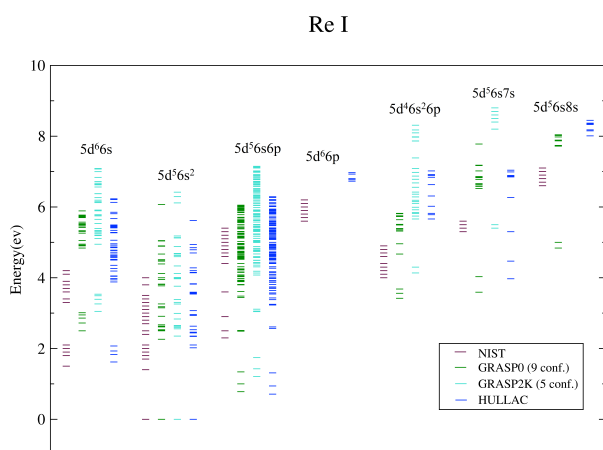 Re I
10
8
6
4
2
0
Energy(ev)
5d⁶6s
5d⁵6s²
5d⁵6s6p
5d⁶6p
5d⁴6s²6p
5d⁵6s7s
5d⁵6s8s
NIST
GRASP0 (9 conf.)
GRASP2K (5 conf.)
HULLAC